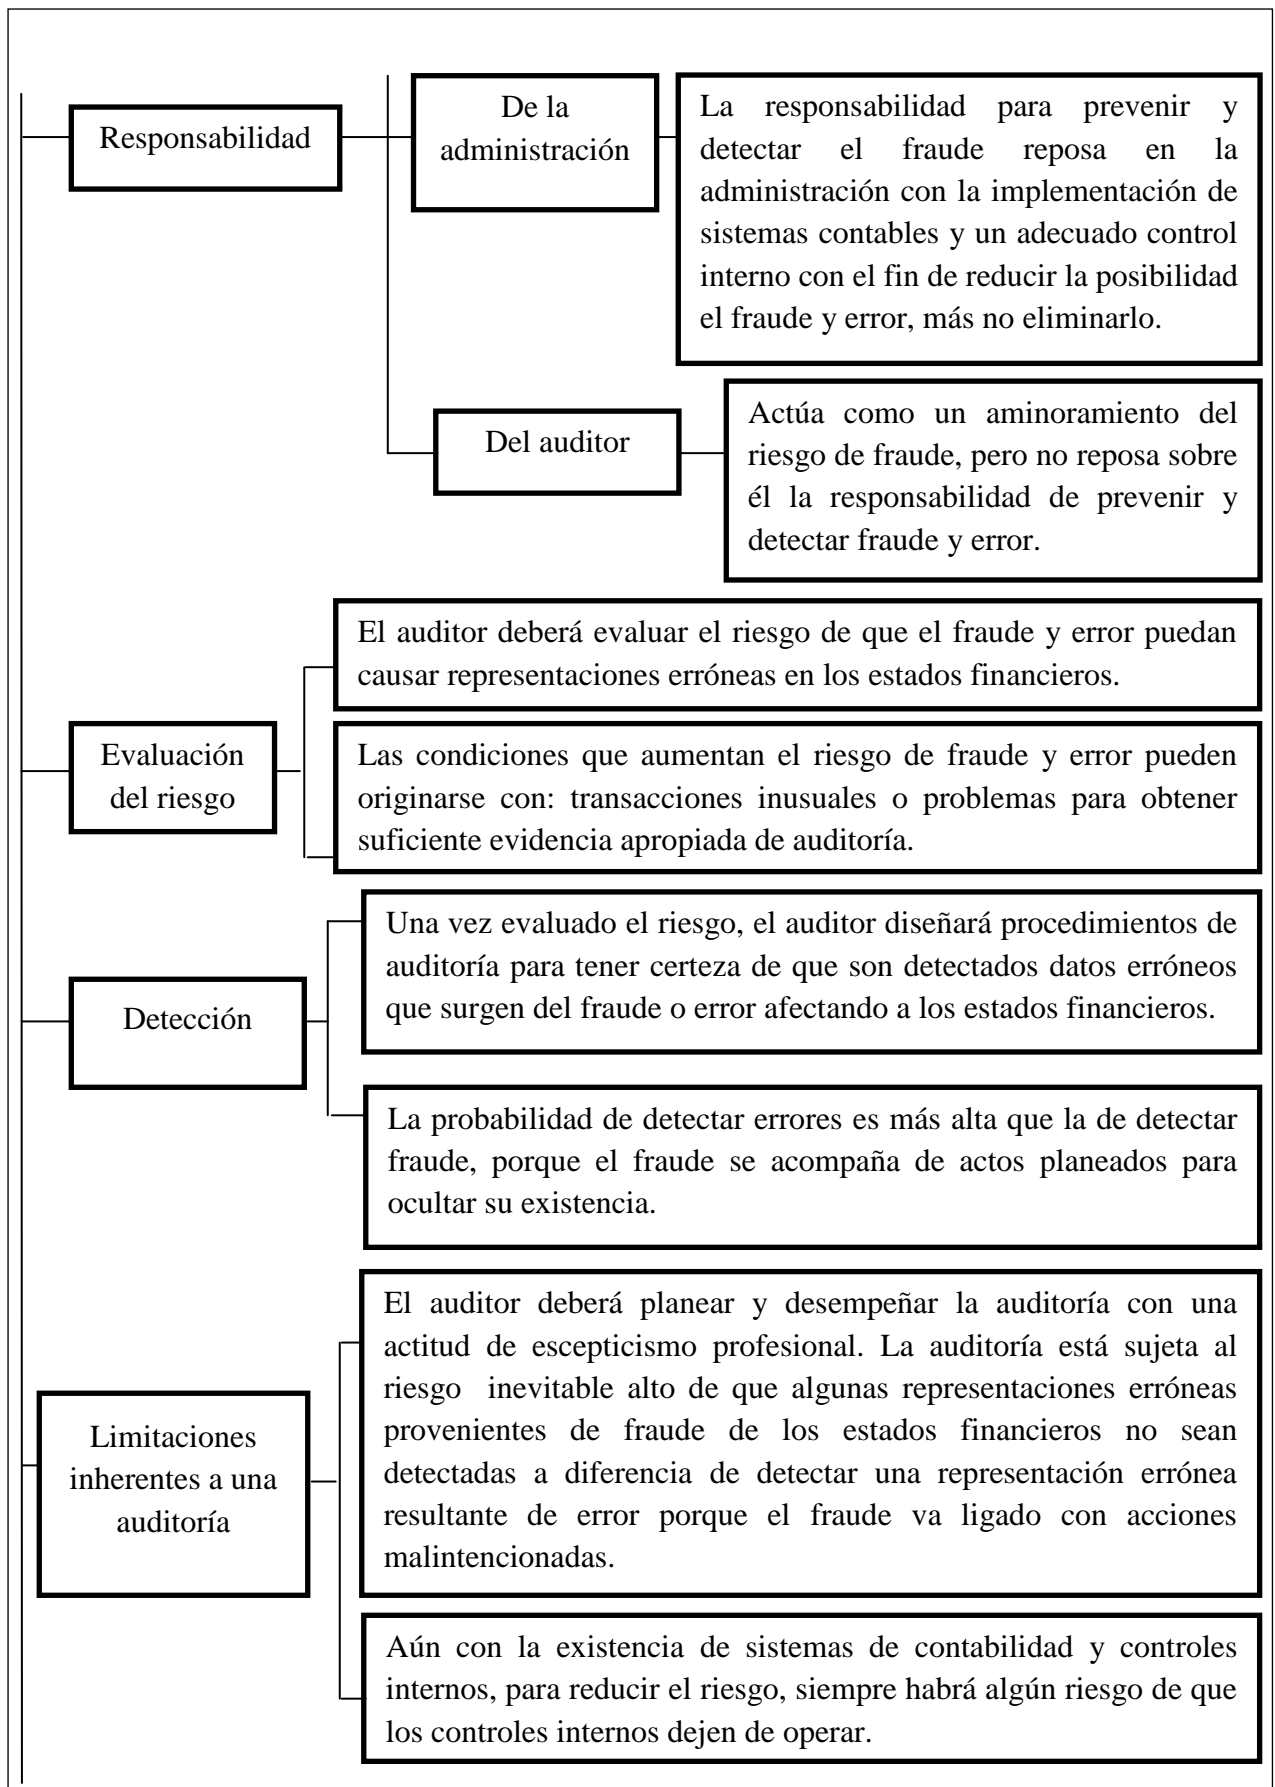 Responsabilidad
De la
administración
La responsabilidad para prevenir y
detectar el fraude reposa en la
administración con la implementación de
sistemas contables y un adecuado control
interno con el fin de reducir la posibilidad
el fraude y error, más no eliminarlo.
Del auditor
Actúa como un aminoramiento del
riesgo de fraude, pero no reposa sobre
él la responsabilidad de prevenir y
detectar fraude y error.
Evaluación
del riesgo
El auditor deberá evaluar el riesgo de que el fraude y error puedan
causar representaciones erróneas en los estados financieros.
Las condiciones que aumentan el riesgo de fraude y error pueden
originarse con: transacciones inusuales o problemas para obtener
suficiente evidencia apropiada de auditoría.
Detección
Una vez evaluado el riesgo, el auditor diseñará procedimientos de
auditoría para tener certeza de que son detectados datos erróneos
que surgen del fraude o error afectando a los estados financieros.
La probabilidad de detectar errores es más alta que la de detectar
fraude, porque el fraude se acompaña de actos planeados para
ocultar su existencia.
Limitaciones
inherentes a una
auditoría
El auditor deberá planear y desempeñar la auditoría con una
actitud de escepticismo profesional. La auditoría está sujeta al
riesgo inevitable alto de que algunas representaciones erróneas
provenientes de fraude de los estados financieros no sean
detectadas a diferencia de detectar una representación errónea
resultante de error porque el fraude va ligado con acciones
malintencionadas.
Aún con la existencia de sistemas de contabilidad y controles
internos, para reducir el riesgo, siempre habrá algún riesgo de que
los controles internos dejen de operar.